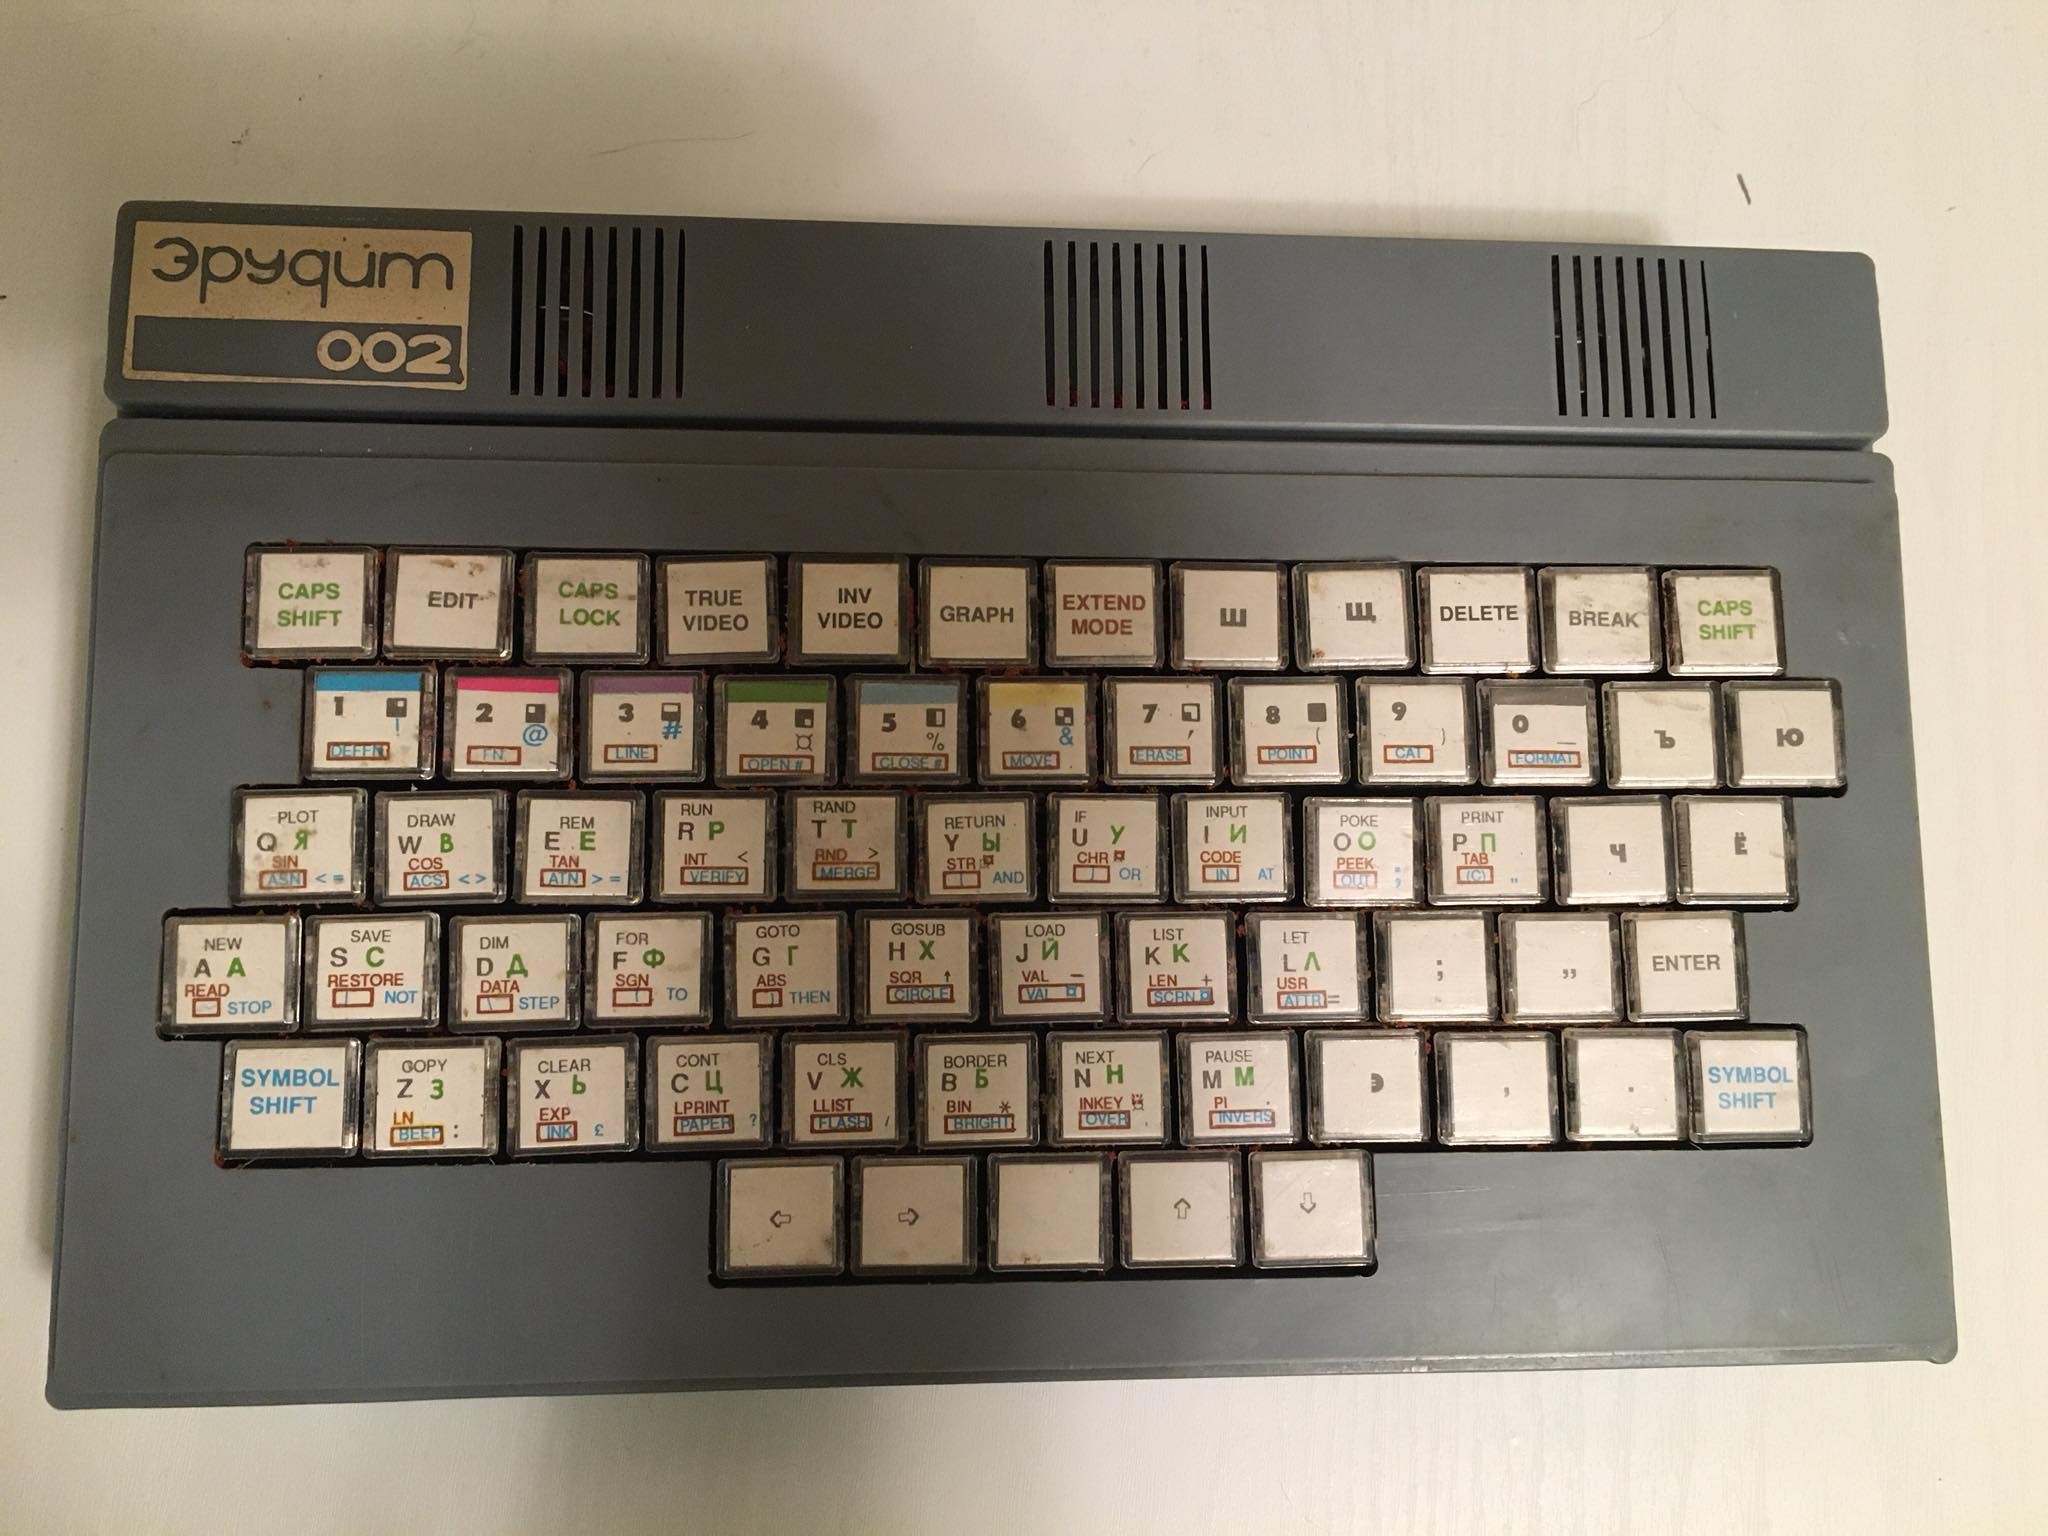 Эрудит
002
CAPS SHIFT
EDIT
CAPS LOCK
TRUE VIDEO
INV VIDEO
GRAPH
EXTEND MODE
Ш
Щ
DELETE
BREAK
CAPS SHIFT
1 !
DEFFN
2 @
FN
3 #
LINE
4 ¤
OPEN #
5 %
CLOSE #
6 &
MOVE
7 '
ERASE
8 (
POINT
9 )
CAT
0 _
FORMAT
Ъ
Ю
PLOT
Q Я
SIN
ASN <=
DRAW
W В
COS
ACS <>
REM
E Е
TAN
ATN >=
RUN
R Р
INT <
VERIFY
RAND
T Т
RND >
MERGE
RETURN
Y Ы
STR ¤
[ AND
IF
U У
CHR ¤
] OR
INPUT
I И
CODE
IN AT
POKE
O О
PEEK ;
OUT
PRINT
P П
TAB
(C) "
Ч
Ё
NEW
A А
READ
STOP
SAVE
S С
RESTORE
| NOT
DIM
D Д
DATA
STEP
FOR
F Ф
SGN
TO
GOTO
G Г
ABS
THEN
GOSUB
H Х
SQR ↑
CIRCLE
LOAD
J Й
VAL −
VAL ¤
LIST
K К
LEN +
SCRN ¤
LET
L Л
USR
ATTR =
;
”
ENTER
SYMBOL SHIFT
COPY
Z З
LN
BEEP :
CLEAR
X Ь
EXP
INK £
CONT
C Ц
LPRINT
PAPER ?
CLS
V Ж
LLIST
FLASH /
BORDER
B Б
BIN *
BRIGHT
NEXT
N Н
INKEY ¤
OVER ,
PAUSE
M М
PI .
INVERS
Э
,
.
SYMBOL SHIFT
⇦
⇨
⇧
⇩